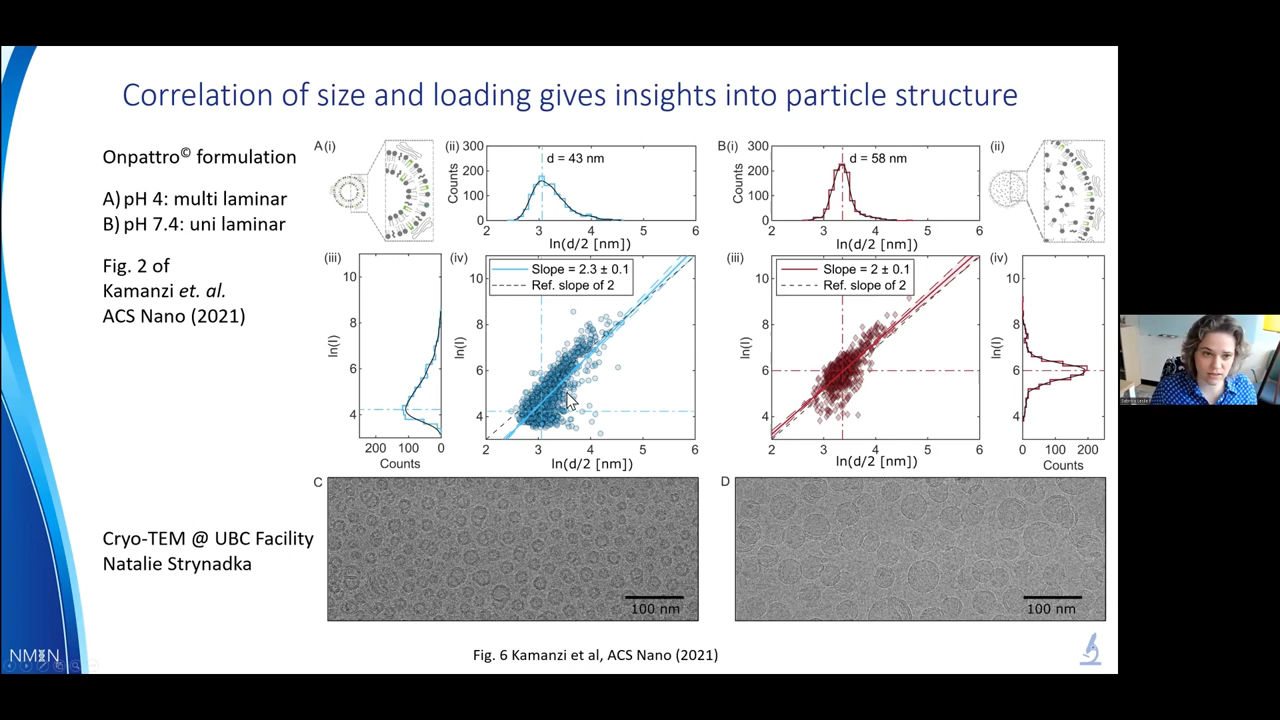 Correlation of size and loading gives insights into particle structure
Onpattro© formulation
A) pH 4: multi laminar
B) pH 7.4: uni laminar
Fig. 2 of
Kamanzi et. al.
ACS Nano (2021)
Cryo-TEM @ UBC Facility
Natalie Strynadka
A(i)
(ii)
300
200
100
0
Counts
d = 43 nm
2 3 4 5 6
ln(d/2 [nm])
B(i)
300
200
100
0
Counts
d = 58 nm
2 3 4 5 6
ln(d/2 [nm])
(ii)
(iii)
10
8
6
4
ln(I)
200 100 0
Counts
(iv)
10
8
6
4
ln(I)
Slope = 2.3 ± 0.1
Ref. slope of 2
2 3 4 5 6
ln(d/2 [nm])
(iii)
10
8
6
4
ln(I)
Slope = 2 ± 0.1
Ref. slope of 2
2 3 4 5 6
ln(d/2 [nm])
(iv)
10
8
6
4
ln(I)
0 100 200
Counts
C
100 nm
D
100 nm
Fig. 6 Kamanzi et al, ACS Nano (2021)
NMIN